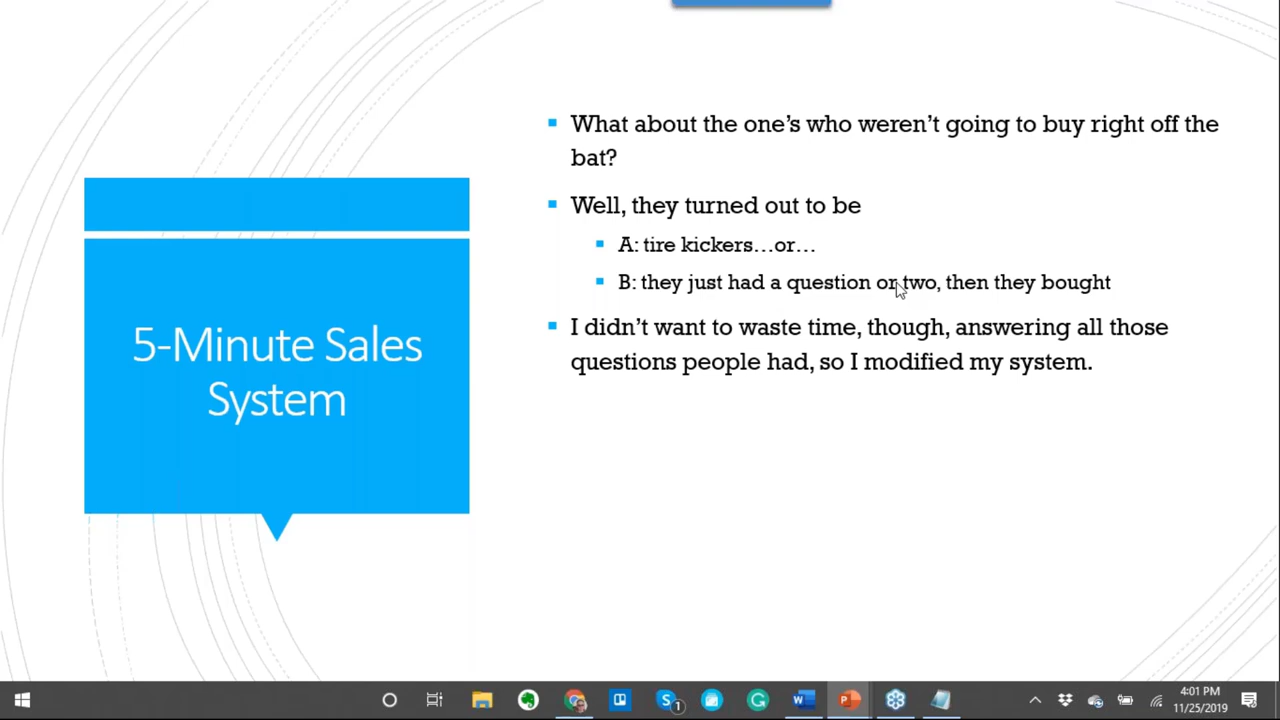 What about the one's who weren't going to buy right off the
bat?
Well, they turned out to be
A: tire kickers…or…
B: they just had a question or two, then they bought
I didn't want to waste time, though, answering all those
questions people had, so I modified my system.
5-Minute Sales
System
1
4:01 PM
11/25/2019